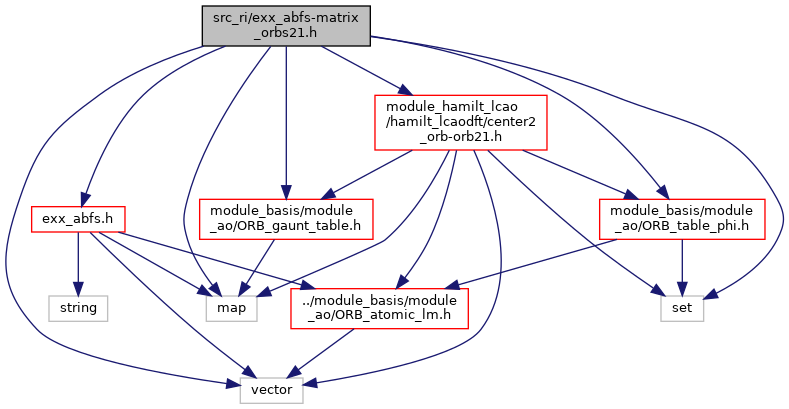 src_ri/exx_abfs-matrix
_orbs21.h
module_hamilt_lcao
/hamilt_lcaodft/center2
_orb-orb21.h
exx_abfs.h
module_basis/module
_ao/ORB_gaunt_table.h
module_basis/module
_ao/ORB_table_phi.h
string
map
../module_basis/module
_ao/ORB_atomic_lm.h
set
vector